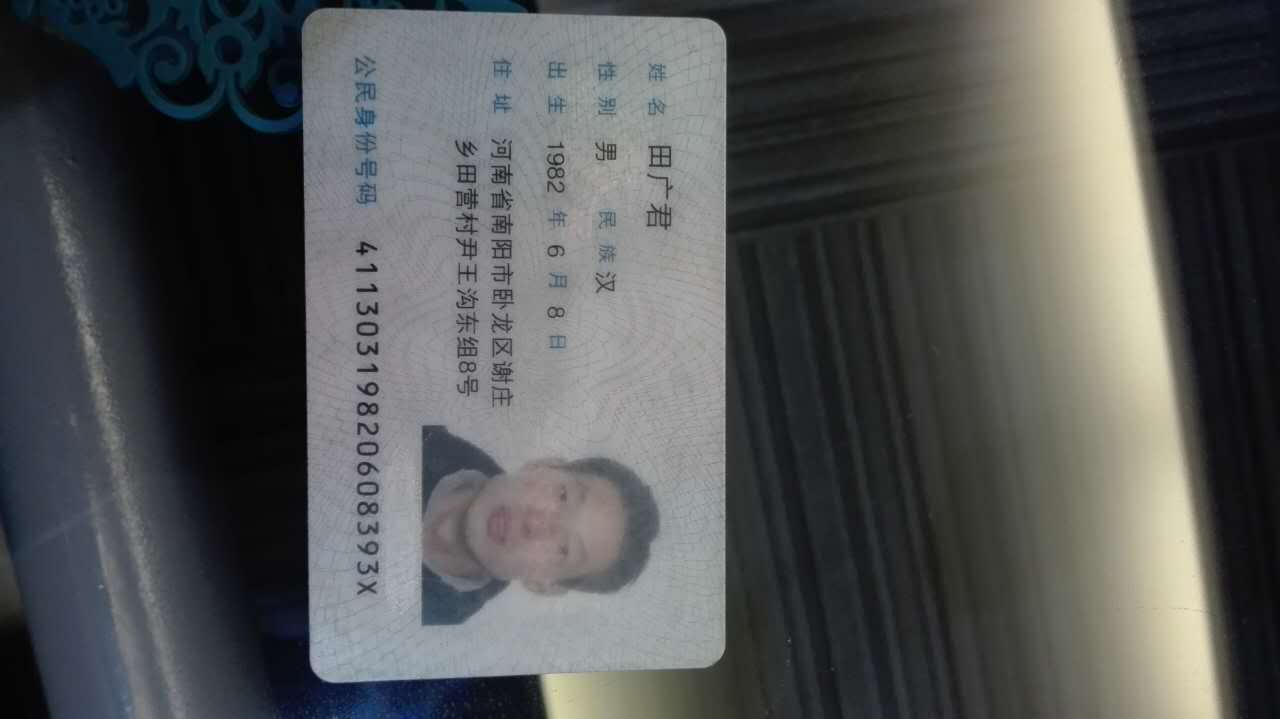 姓名 田广君
性别 男 民族 汉
出生 1982 年 6 月 8 日
住址 河南省南阳市卧龙区谢庄
乡田营村尹王沟东组8号
公民身份号码 41130319820608393X